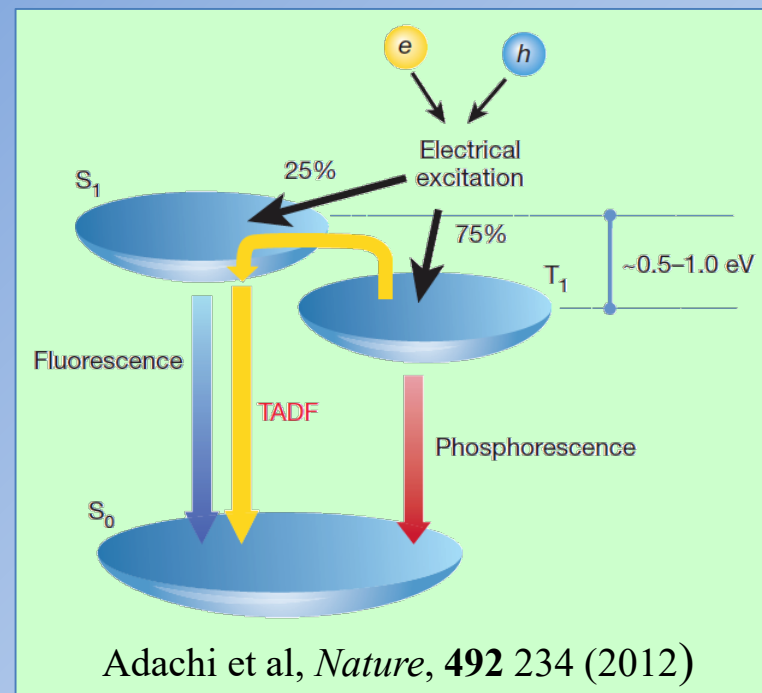 e
h
Electrical
excitation
25%
S₁
75%
~0.5–1.0 eV
T₁
Fluorescence
TADF
Phosphorescence
S₀
Adachi et al, Nature, 492 234 (2012)